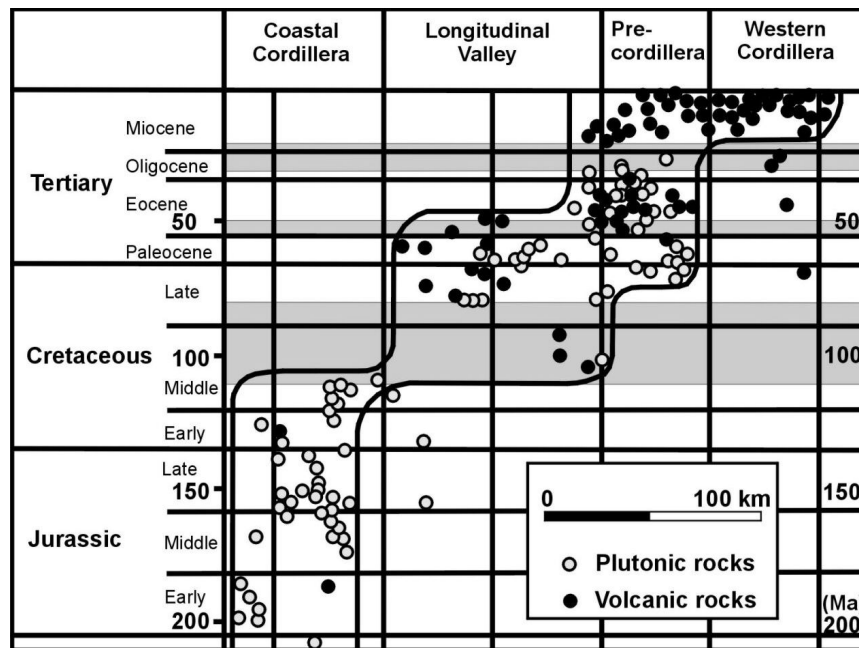 Coastal
Cordillera
Longitudinal
Valley
Pre-
cordillera
Western
Cordillera
Miocene
Oligocene
Tertiary
Eocene
50
50
Paleocene
Late
Cretaceous
100
100
Middle
Early
Late
150
150
0
100 km
Jurassic
Middle
Plutonic rocks
Early
Volcanic rocks
(Ma)
200
200